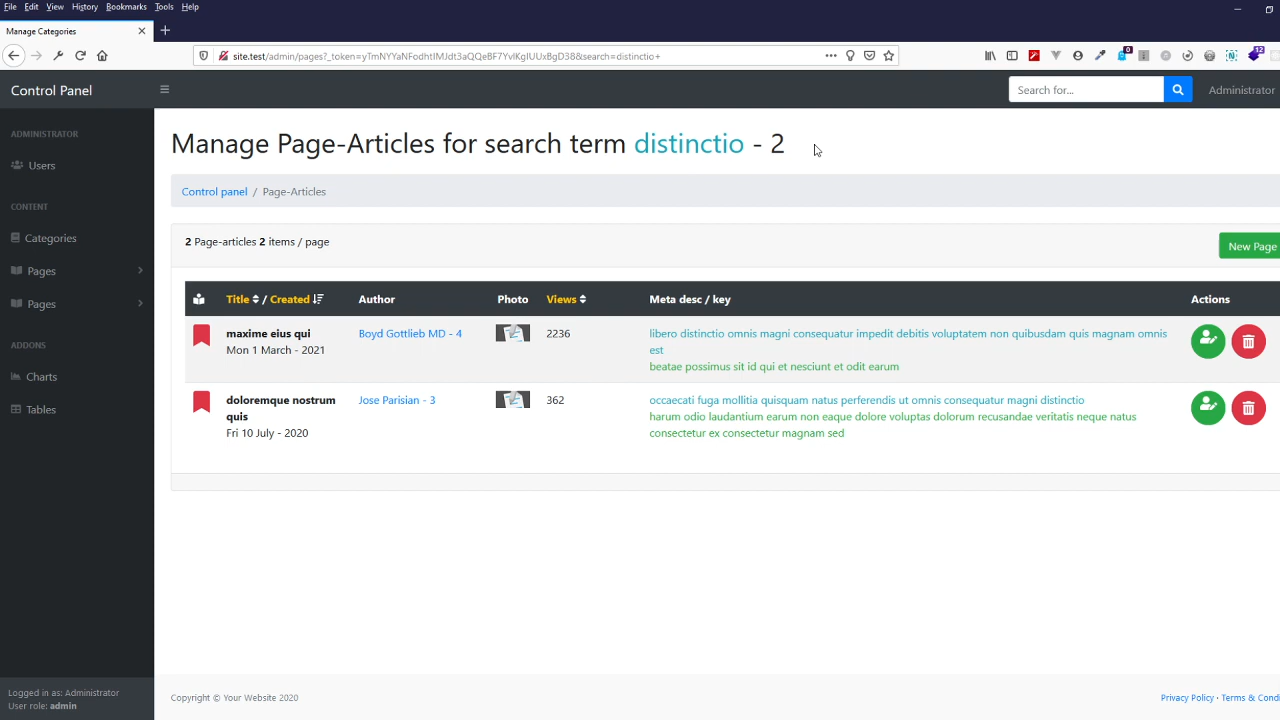 File Edit View History Bookmarks Tools Help
Manage Categories
site.test/admin/pages?_token=yTmNYYaNFodhtIMJdt3aQQeBF7YvlKglUUxBgD38&search=distinctio+
0
12
Control Panel
Search for...
Administrator
Manage Page-Articles for search term distinctio - 2
ADMINISTRATOR
Users
CONTENT
Categories
Pages
Pages
ADDONS
Charts
Tables
Control panel / Page-Articles
2 Page-articles 2 items / page
New Page
Title / Created Author Photo Views Meta desc / key Actions
maxime eius qui
Mon 1 March - 2021
Boyd Gottlieb MD - 4
2236
libero distinctio omnis magni consequatur impedit debitis voluptatem non quibusdam quis magnam omnis
est
beatae possimus sit id qui et nesciunt et odit earum
doloremque nostrum
quis
Fri 10 July - 2020
Jose Parisian - 3
362
occaecati fuga mollitia quisquam natus perferendis ut omnis consequatur magni distinctio
harum odio laudantium earum non eaque dolore voluptas dolorum recusandae veritatis neque natus
consectetur ex consectetur magnam sed
Logged in as: Administrator
User role: admin
Copyright © Your Website 2020
Privacy Policy · Terms & Condi